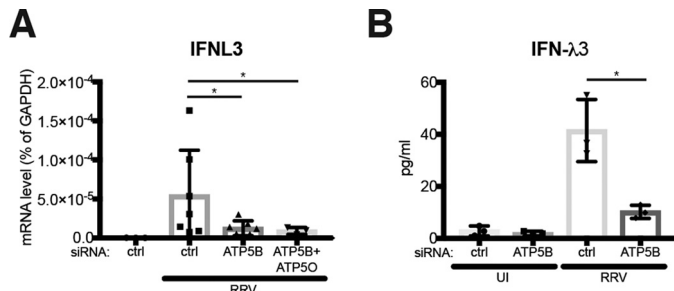 A
IFNL3
mRNA level (% of GAPDH)
2.0×10⁻⁴
1.5×10⁻⁴
1.0×10⁻⁴
5.0×10⁻⁵
0.0
*
*
siRNA: ctrl ctrl ATP5B ATP5B+
ATP5O
RRV
B
IFN-λ3
pg/ml
60
40
20
0
*
siRNA: ctrl ATP5B ctrl ATP5B
UI RRV